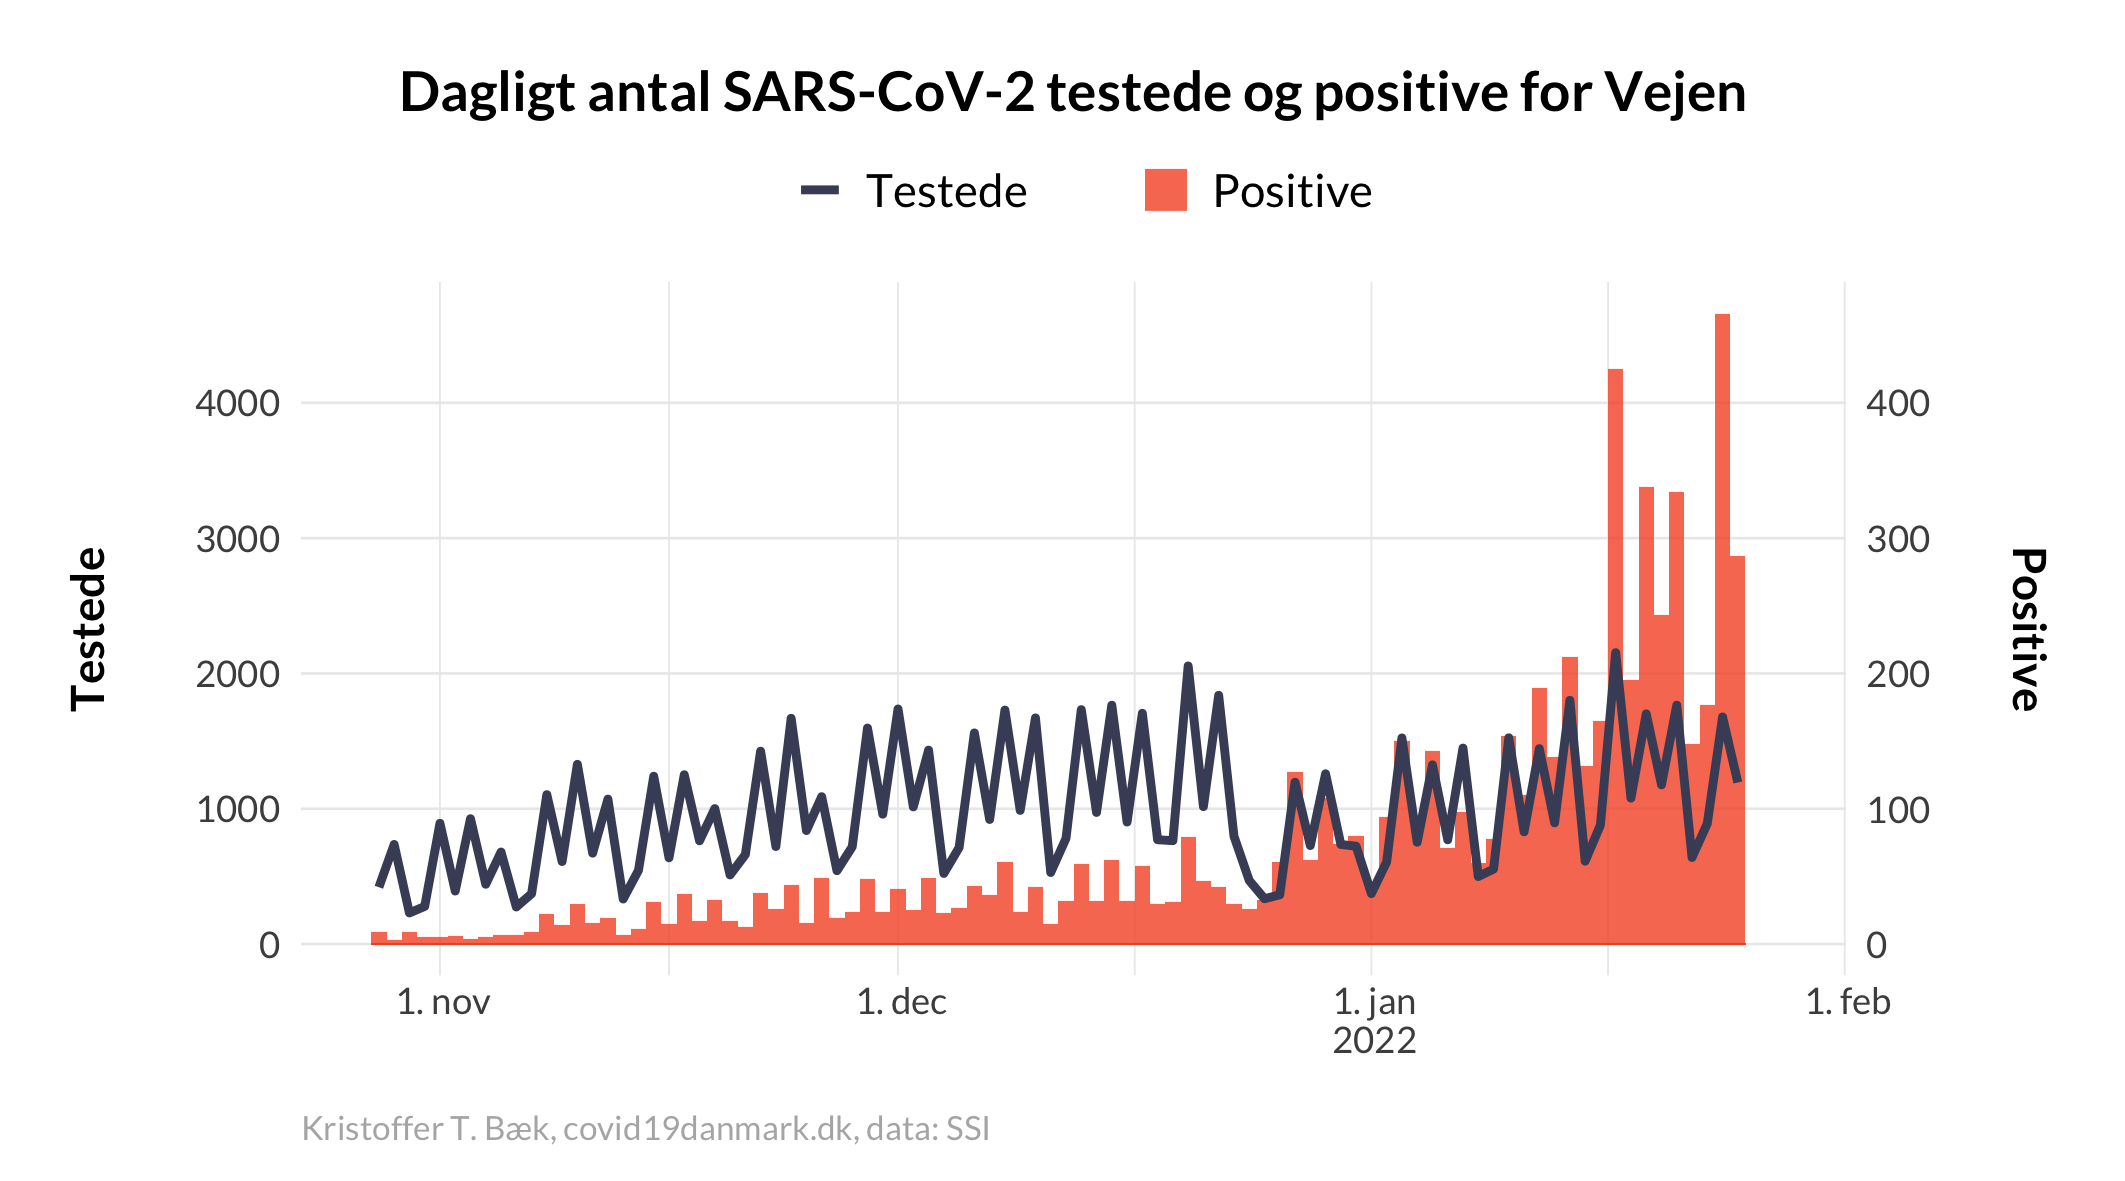 Dagligt antal SARS-CoV-2 testede og positive for Vejen
Testede
Positive
Testede
4000
3000
2000
1000
0
400
300
200
100
0
Positive
1. nov
1. dec
1. jan
2022
1. feb
Kristoffer T. Bæk, covid19danmark.dk, data: SSI